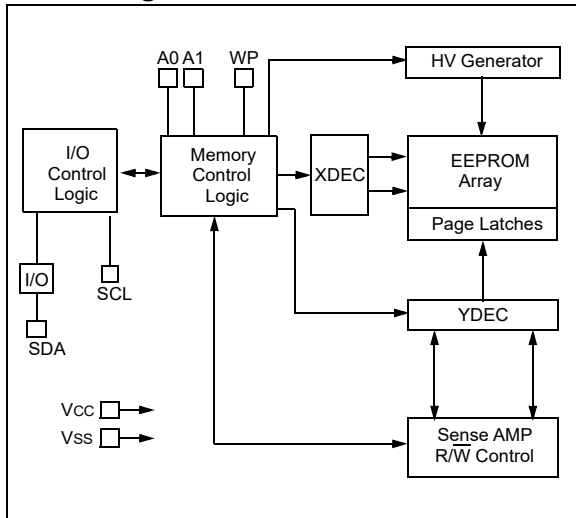 A0 A1 WP
HV Generator
I/O
Control
Logic
Memory
Control
Logic
XDEC
EEPROM
Array
Page Latches
I/O
SCL
SDA
YDEC
VCC
VSS
Sense AMP
R/W̅ Control